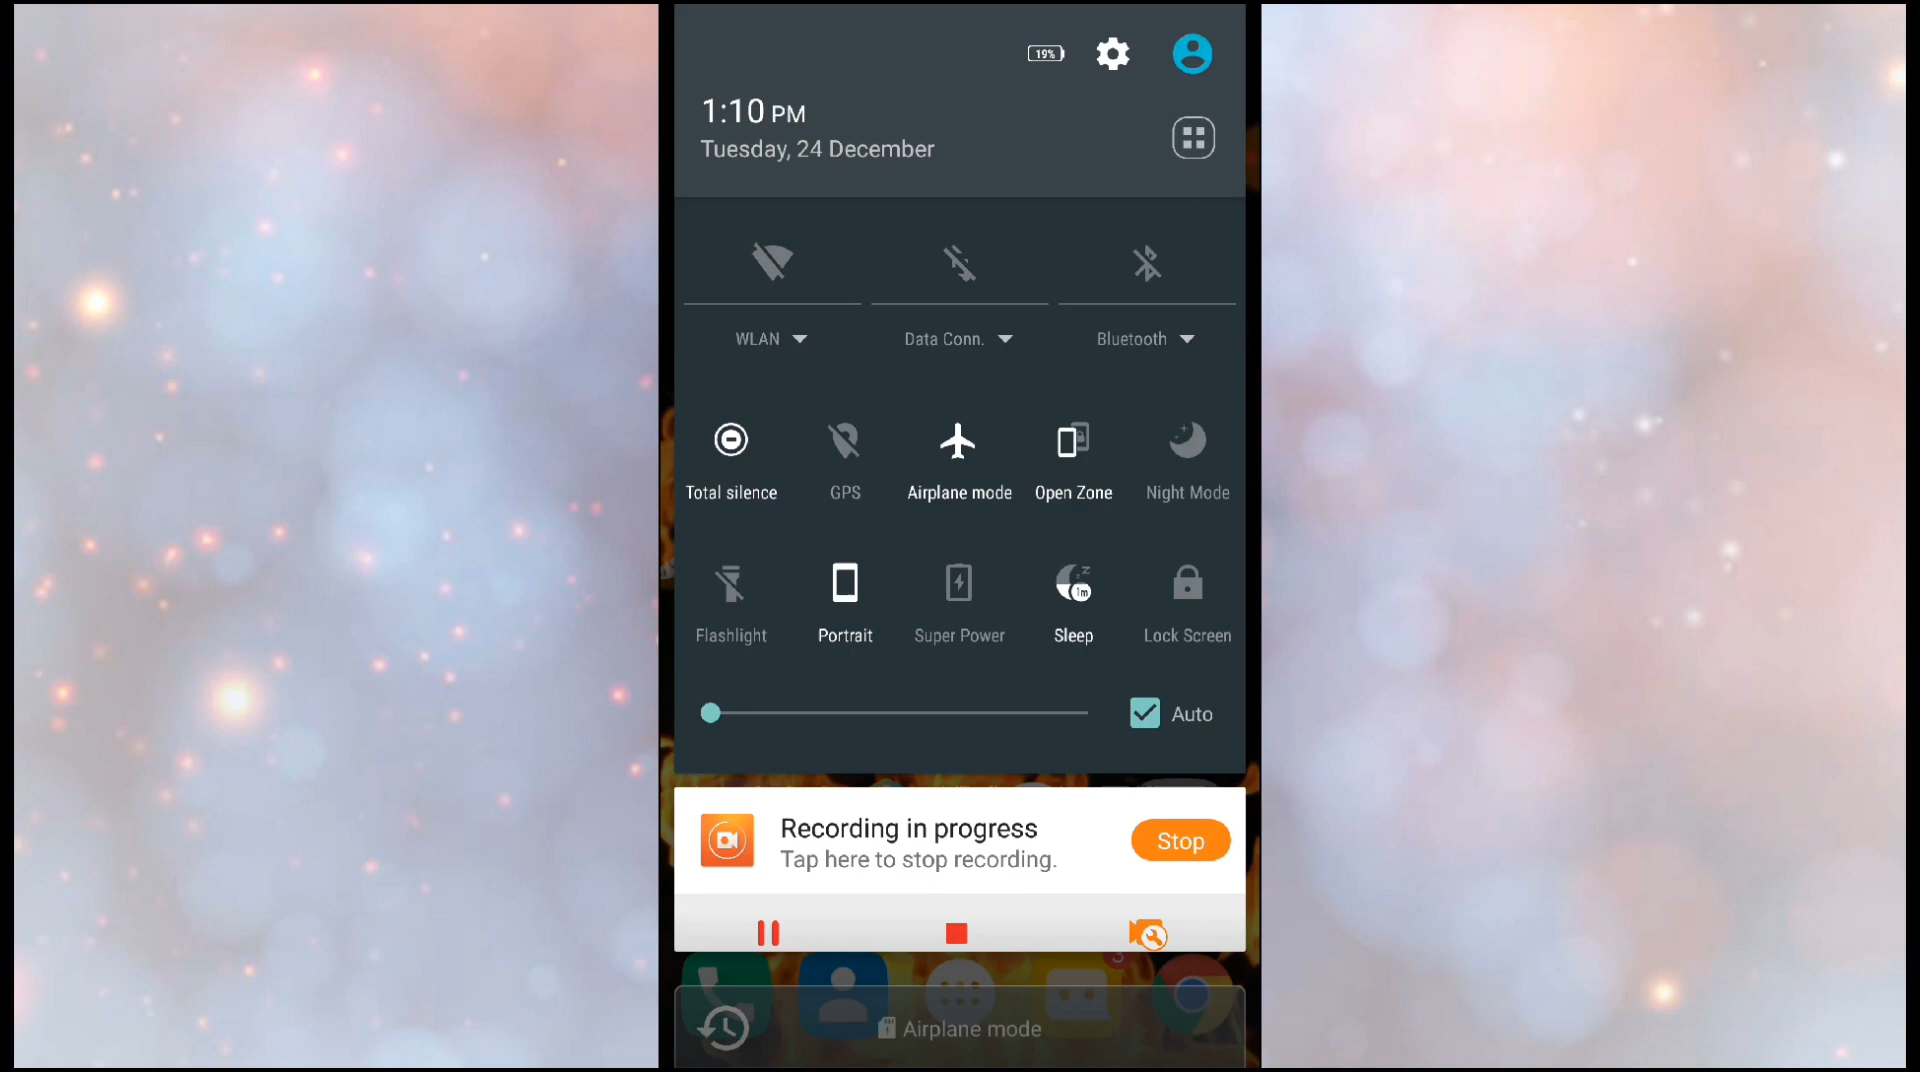 19%
1:10 PM
Tuesday, 24 December
WLAN
Data Conn.
Bluetooth
Total silence
GPS
Airplane mode
Open Zone
Night Mode
Flashlight
Portrait
Super Power
1m
Sleep
Lock Screen
Auto
Recording in progress
Tap here to stop recording.
Stop
3
Airplane mode